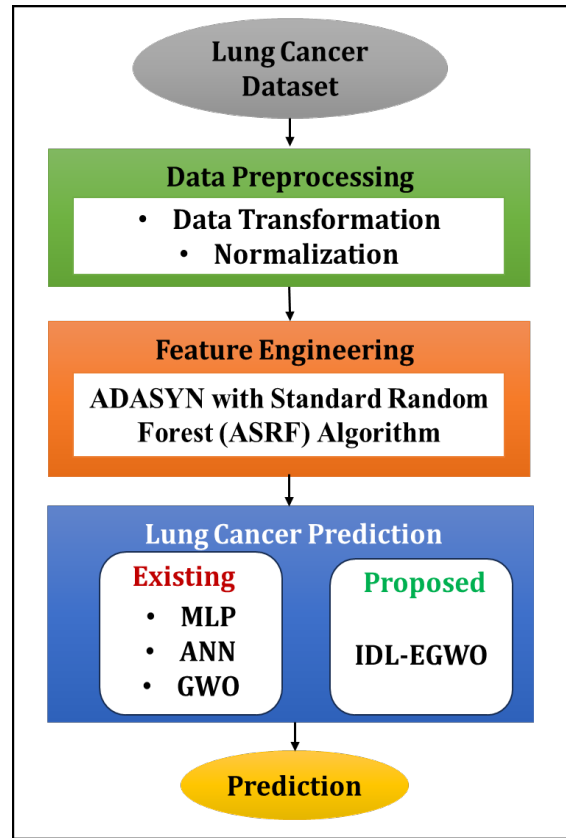 Lung Cancer
Dataset
Data Preprocessing
• Data Transformation
• Normalization
Feature Engineering
ADASYN with Standard Random
Forest (ASRF) Algorithm
Lung Cancer Prediction
Existing
• MLP
• ANN
• GWO
Proposed
IDL-EGWO
Prediction